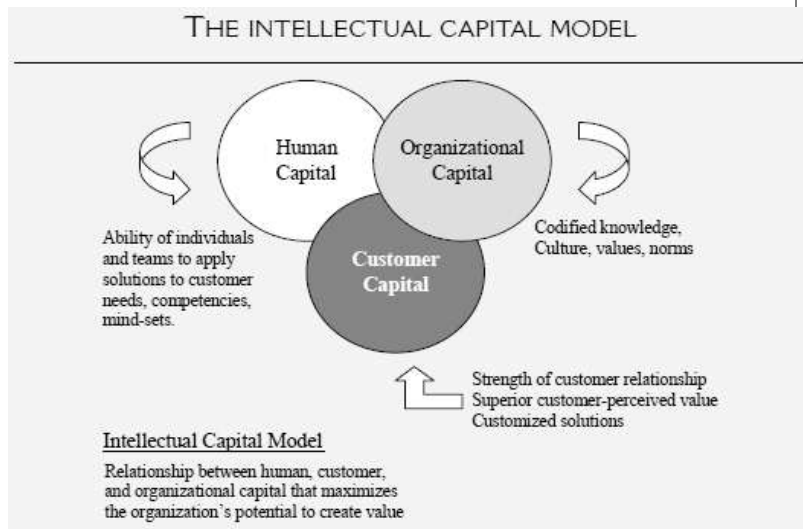 THE INTELLECTUAL CAPITAL MODEL
Human
Capital
Organizational
Capital
Customer
Capital
Ability of individuals
and teams to apply
solutions to customer
needs, competencies,
mind-sets.
Codified knowledge,
Culture, values, norms
Strength of customer relationship
Superior customer-perceived value
Customized solutions
Intellectual Capital Model
Relationship between human, customer,
and organizational capital that maximizes
the organization's potential to create value